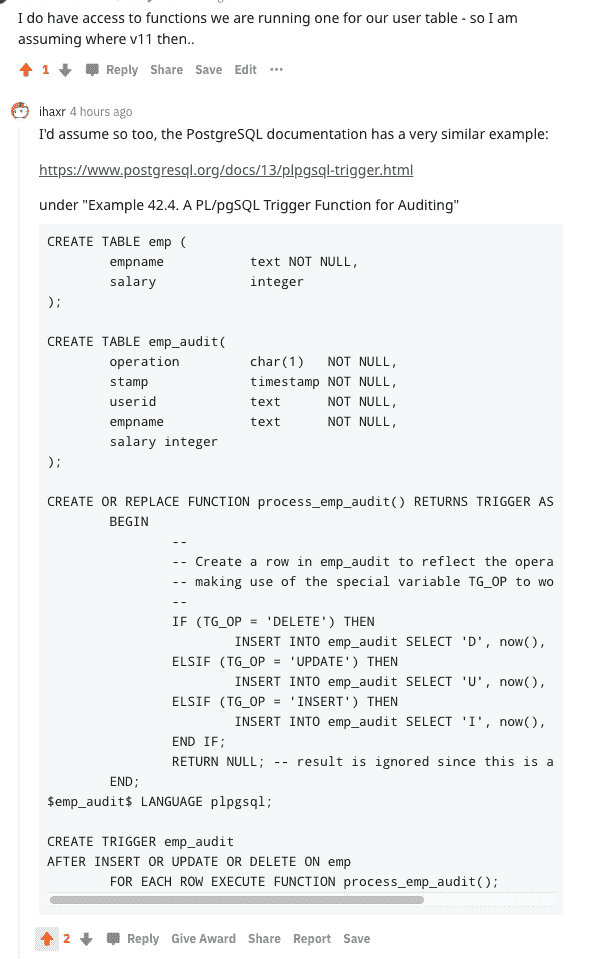 I do have access to functions we are running one for our user table - so I am
assuming where v11 then..
1 Reply Share Save Edit ...
ihaxr 4 hours ago
I'd assume so too, the PostgreSQL documentation has a very similar example:
https://www.postgresql.org/docs/13/plpgsql-trigger.html
under "Example 42.4. A PL/pgSQL Trigger Function for Auditing"
CREATE TABLE emp (
        empname           text NOT NULL,
        salary            integer
);
CREATE TABLE emp_audit(
        operation         char(1)   NOT NULL,
        stamp             timestamp NOT NULL,
        userid            text      NOT NULL,
        empname           text      NOT NULL,
        salary integer
);
CREATE OR REPLACE FUNCTION process_emp_audit() RETURNS TRIGGER AS
        BEGIN
                --
                -- Create a row in emp_audit to reflect the opera
                -- making use of the special variable TG_OP to wo
                --
                IF (TG_OP = 'DELETE') THEN
                        INSERT INTO emp_audit SELECT 'D', now(),
                ELSIF (TG_OP = 'UPDATE') THEN
                        INSERT INTO emp_audit SELECT 'U', now(),
                ELSIF (TG_OP = 'INSERT') THEN
                        INSERT INTO emp_audit SELECT 'I', now(),
                END IF;
                RETURN NULL; -- result is ignored since this is a
        END;
$emp_audit$ LANGUAGE plpgsql;
CREATE TRIGGER emp_audit
AFTER INSERT OR UPDATE OR DELETE ON emp
        FOR EACH ROW EXECUTE FUNCTION process_emp_audit();
2 Reply Give Award Share Report Save